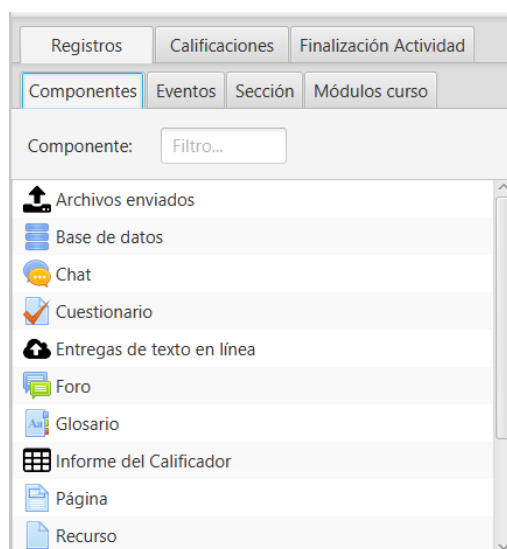 Registros Calificaciones Finalización Actividad
Componentes Eventos Sección Módulos curso
Componente: Filtro...
Archivos enviados
Base de datos
Chat
Cuestionario
Entregas de texto en línea
Foro
Aa Glosario
Informe del Calificador
Página
Recurso